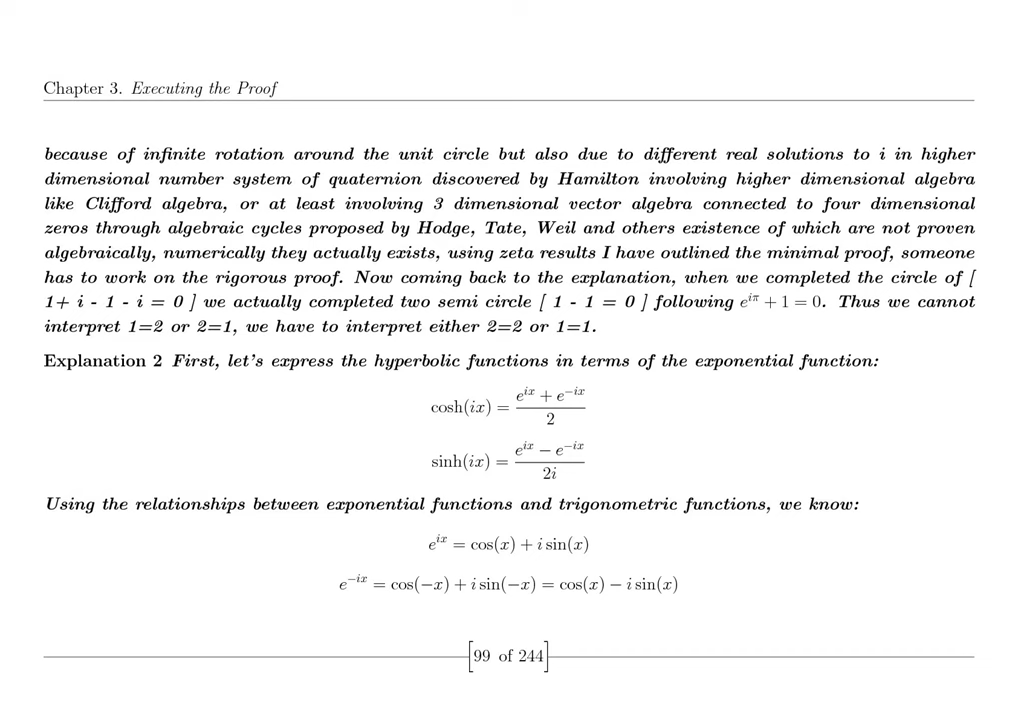 Chapter 3. Executing the Proof
because of infinite rotation around the unit circle but also due to different real solutions to i in higher
dimensional number system of quaternion discovered by Hamilton involving higher dimensional algebra
like Clifford algebra, or at least involving 3 dimensional vector algebra connected to four dimensional
zeros through algebraic cycles proposed by Hodge, Tate, Weil and others existence of which are not proven
algebraically, numerically they actually exists, using zeta results I have outlined the minimal proof, someone
has to work on the rigorous proof. Now coming back to the explanation, when we completed the circle of [
1+ i - 1 - i = 0 ] we actually completed two semi circle [ 1 - 1 = 0 ] following e^{iπ} + 1 = 0. Thus we cannot
interpret 1=2 or 2=1, we have to interpret either 2=2 or 1=1.
Explanation 2 First, let's express the hyperbolic functions in terms of the exponential function:
cosh(ix) = \frac{e^{ix} + e^{-ix}}{2}
sinh(ix) = \frac{e^{ix} − e^{-ix}}{2i}
Using the relationships between exponential functions and trigonometric functions, we know:
e^{ix} = cos(x) + i sin(x)
e^{-ix} = cos(−x) + i sin(−x) = cos(x) − i sin(x)
[99 of 244]